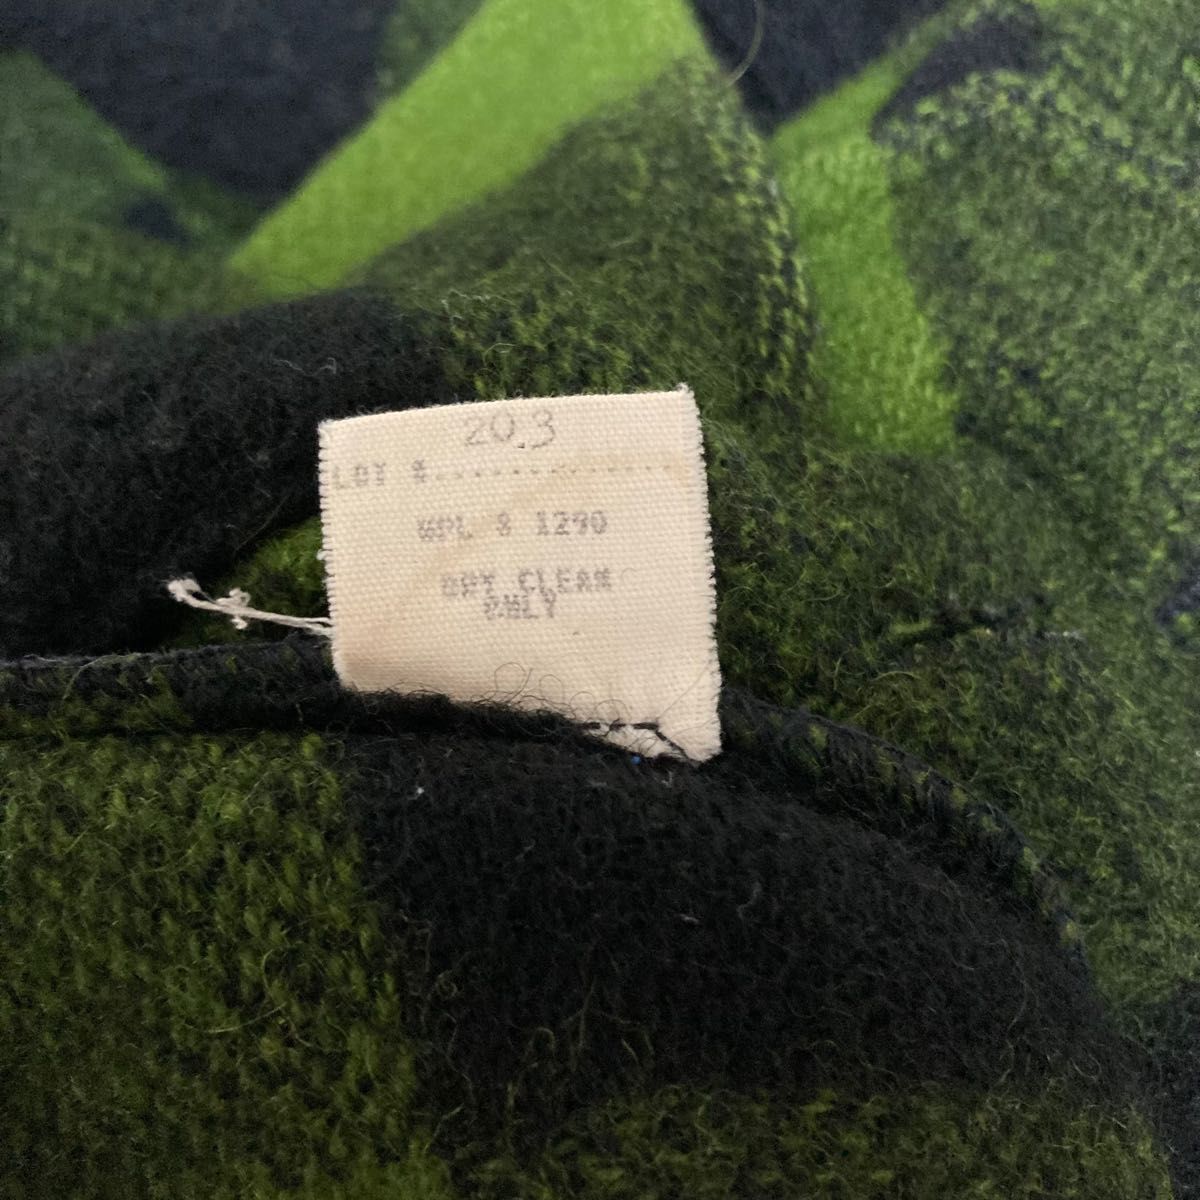 20.3
LOT #.............
WPL 8 1290
DRY CLEAN
ONLY